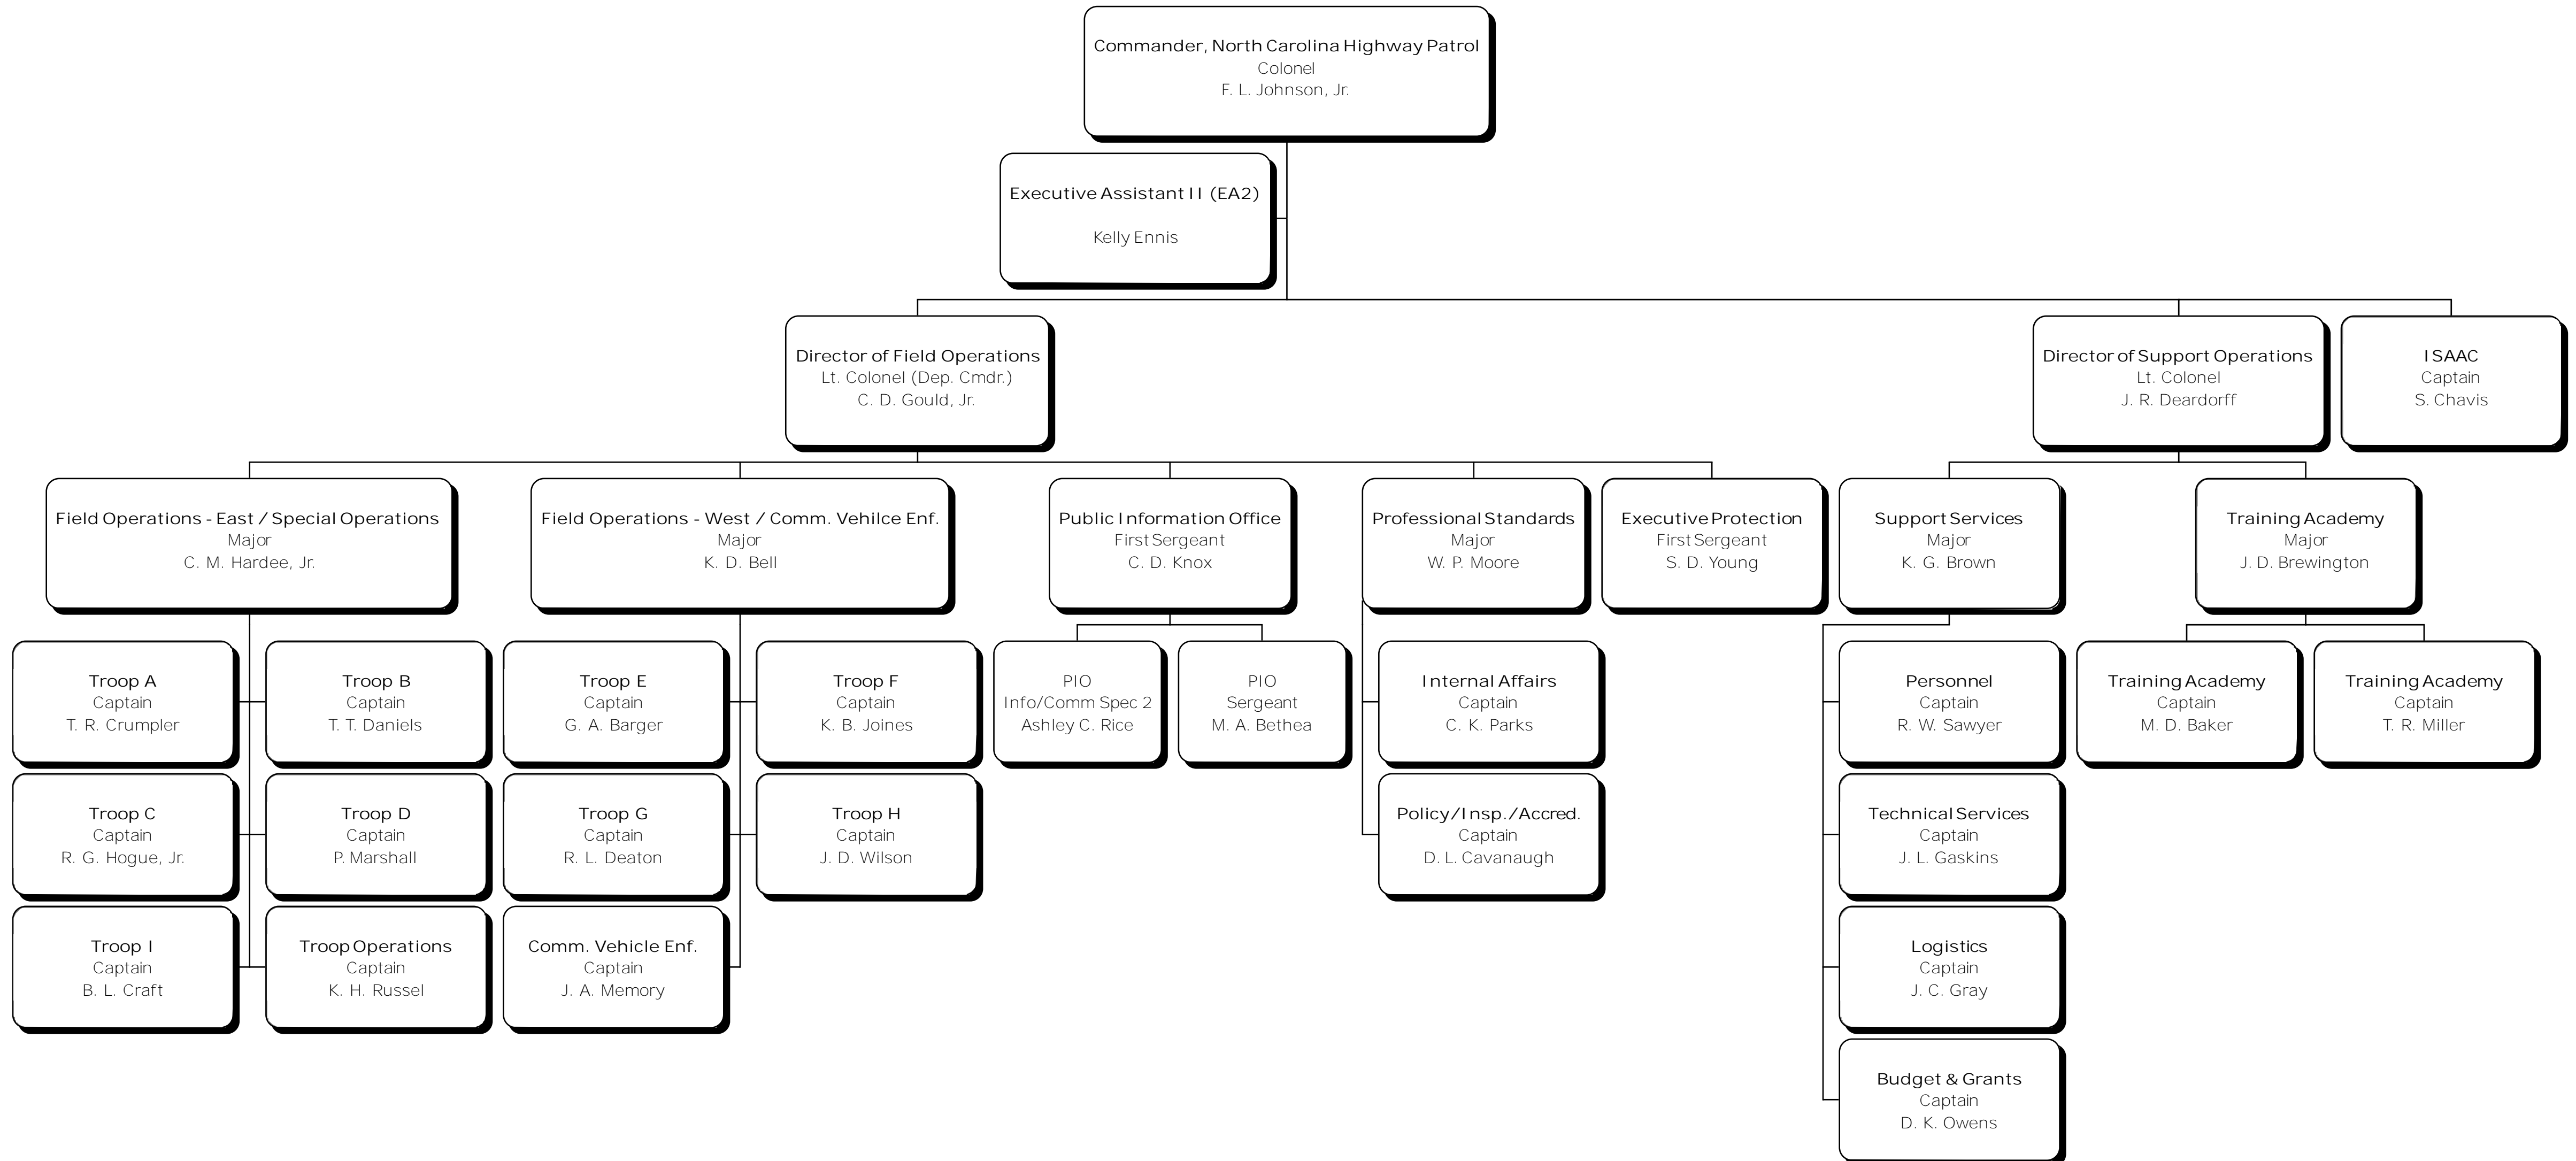 Commander, North Carolina Highway Patrol
Colonel
F. L. Johnson, Jr.
Executive Assistant II (EA2)
Kelly Ennis
Director of Field Operations
Lt. Colonel (Dep. Cmdr.)
C. D. Gould, Jr.
Director of Support Operations
Lt. Colonel
J. R. Deardorff
ISAAC
Captain
S. Chavis
Field Operations - East / Special Operations
Major
C. M. Hardee, Jr.
Field Operations - West / Comm. Vehilce Enf.
Major
K. D. Bell
Public Information Office
First Sergeant
C. D. Knox
Professional Standards
Major
W. P. Moore
Executive Protection
First Sergeant
S. D. Young
Support Services
Major
K. G. Brown
Training Academy
Major
J. D. Brewington
Troop A
Captain
T. R. Crumpler
Troop B
Captain
T. T. Daniels
Troop E
Captain
G. A. Barger
Troop F
Captain
K. B. Joines
PIO
Info/Comm Spec 2
Ashley C. Rice
PIO
Sergeant
M. A. Bethea
Internal Affairs
Captain
C. K. Parks
Personnel
Captain
R. W. Sawyer
Training Academy
Captain
M. D. Baker
Training Academy
Captain
T. R. Miller
Troop C
Captain
R. G. Hogue, Jr.
Troop D
Captain
P. Marshall
Troop G
Captain
R. L. Deaton
Troop H
Captain
J. D. Wilson
Policy/Insp./Accred.
Captain
D. L. Cavanaugh
Technical Services
Captain
J. L. Gaskins
Troop I
Captain
B. L. Craft
Troop Operations
Captain
K. H. Russel
Comm. Vehicle Enf.
Captain
J. A. Memory
Logistics
Captain
J. C. Gray
Budget & Grants
Captain
D. K. Owens